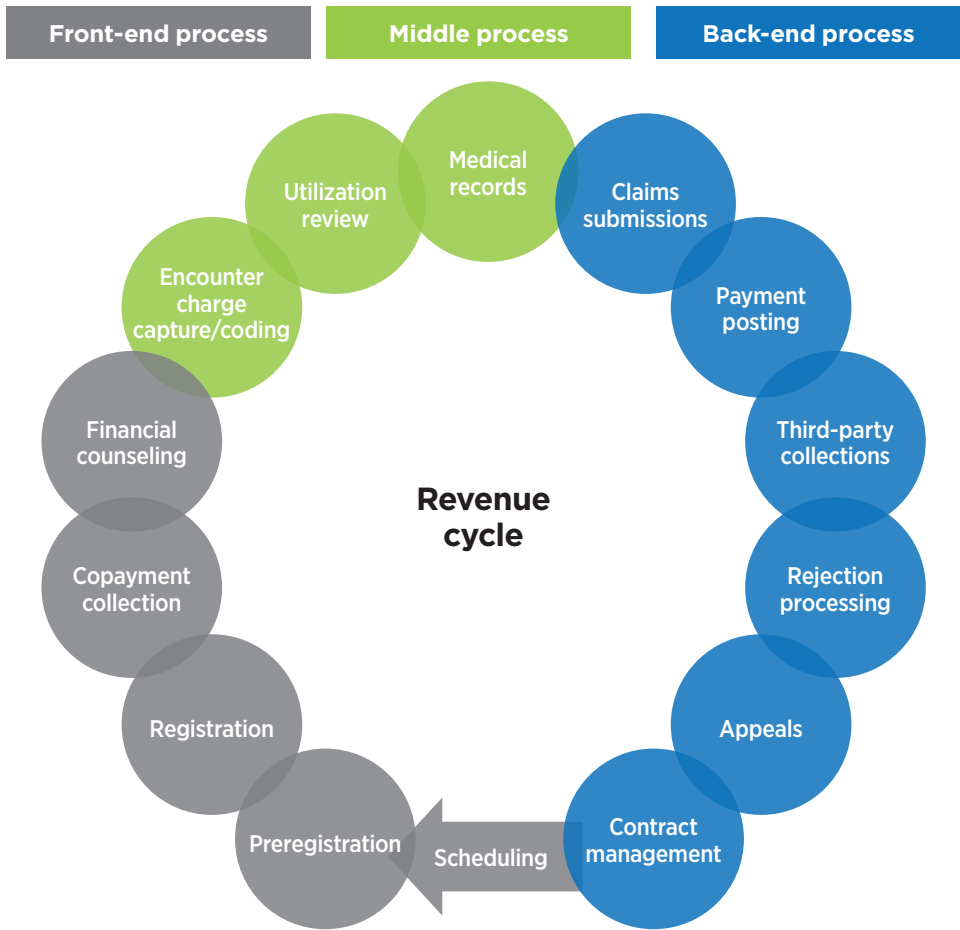 Front-end process
Middle process
Back-end process
Medical
records
Utilization
review
Claims
submissions
Encounter
charge
capture/coding
Payment
posting
Financial
counseling
Third-party
collections
Revenue
cycle
Copayment
collection
Rejection
processing
Registration
Appeals
Preregistration
Scheduling
Contract
management